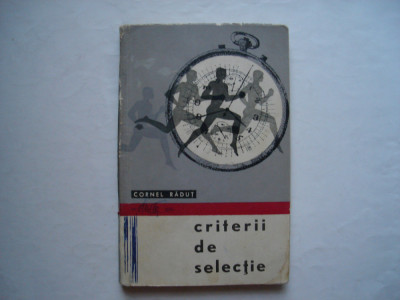 CORNEL RĂDUȚ
criterii
de
selecție